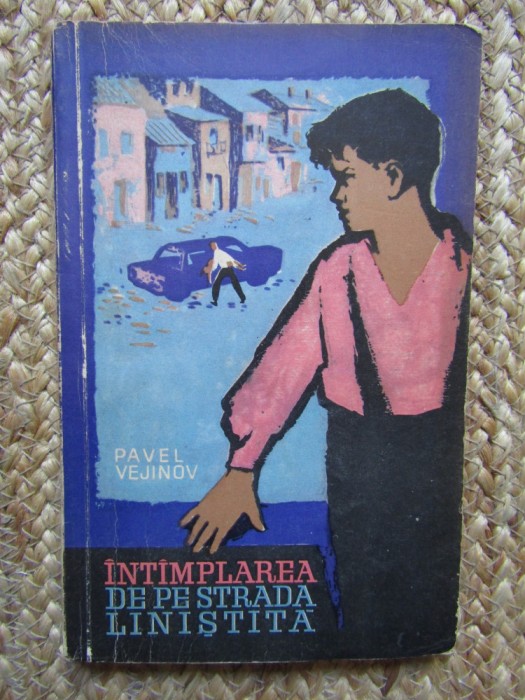 PAVEL
VEJINOV
ÎNTÎMPLAREA
DE PE STRADA
LINIȘTITĂ